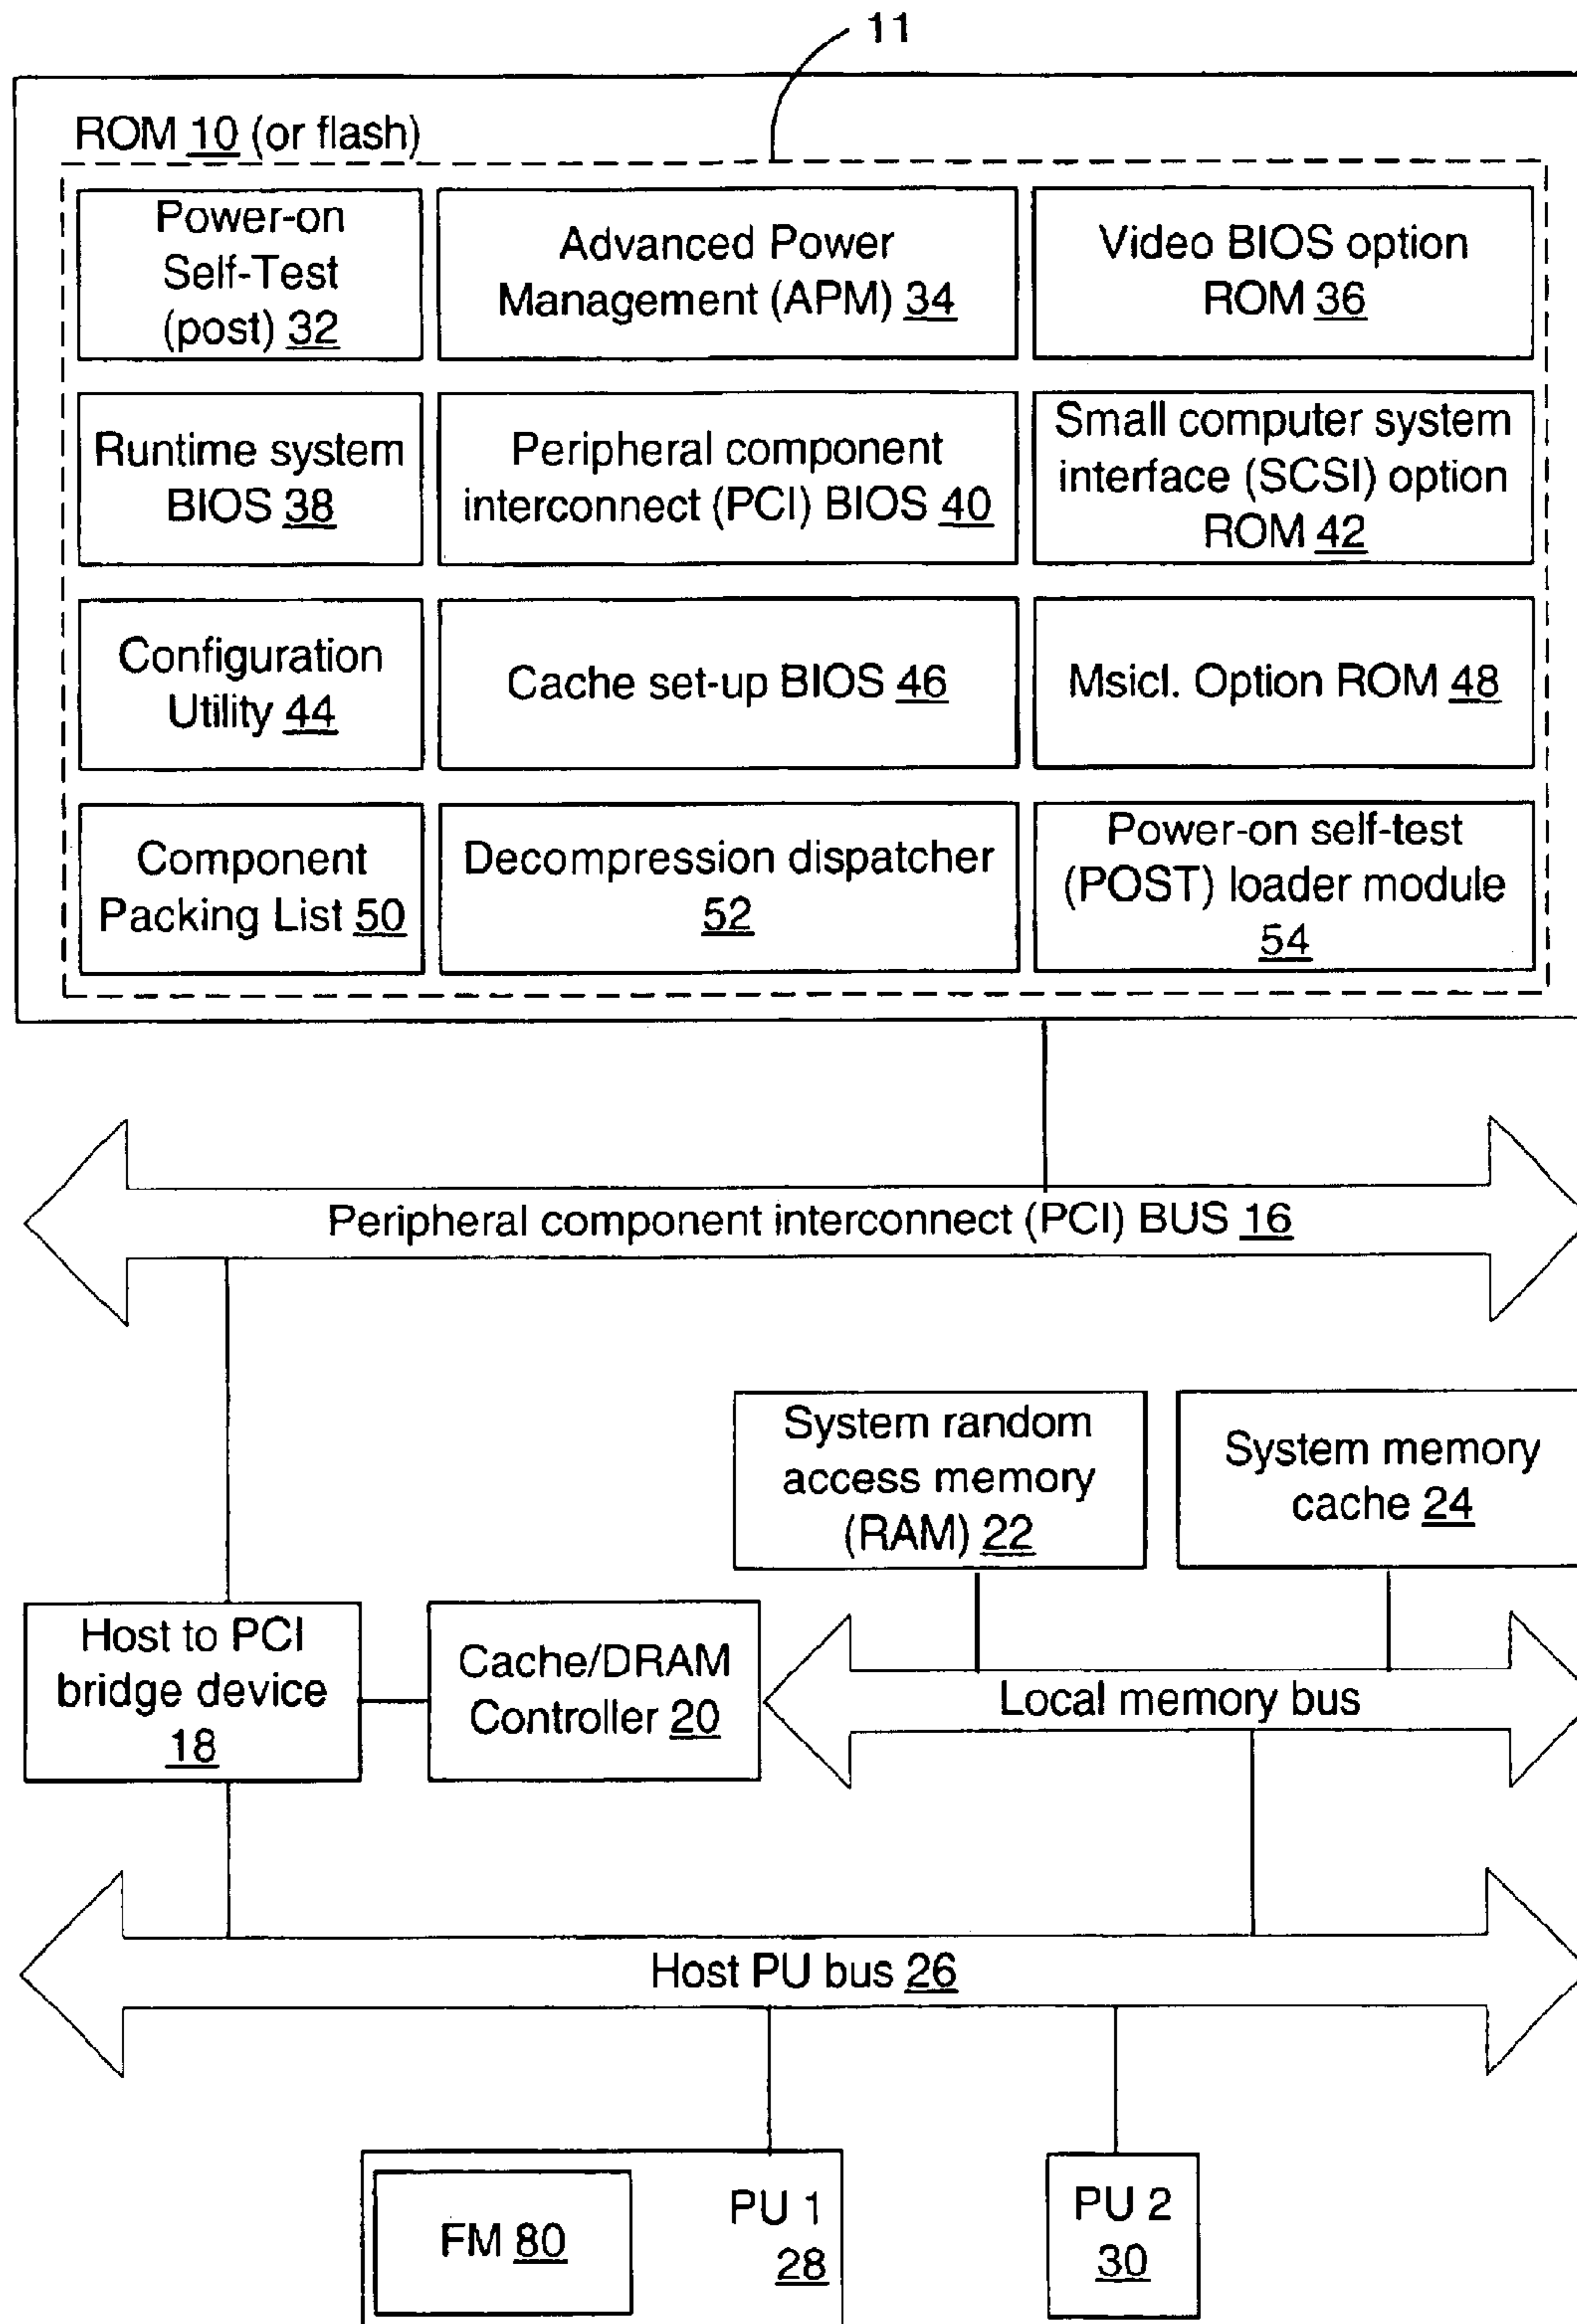 11
ROM 10 (or flash)
Power-on
Self-Test
(post) 32
Advanced Power
Management (APM) 34
Video BIOS option
ROM 36
Runtime system
BIOS 38
Peripheral component
interconnect (PCI) BIOS 40
Small computer system
interface (SCSI) option
ROM 42
Configuration
Utility 44
Cache set-up BIOS 46
Msicl. Option ROM 48
Component
Packing List 50
Decompression dispatcher
52
Power-on self-test
(POST) loader module
54
Peripheral component interconnect (PCI) BUS 16
System random
access memory
(RAM) 22
System memory
cache 24
Host to PCI
bridge device
18
Cache/DRAM
Controller 20
Local memory bus
Host PU bus 26
FM 80
PU 1
28
PU 2
30